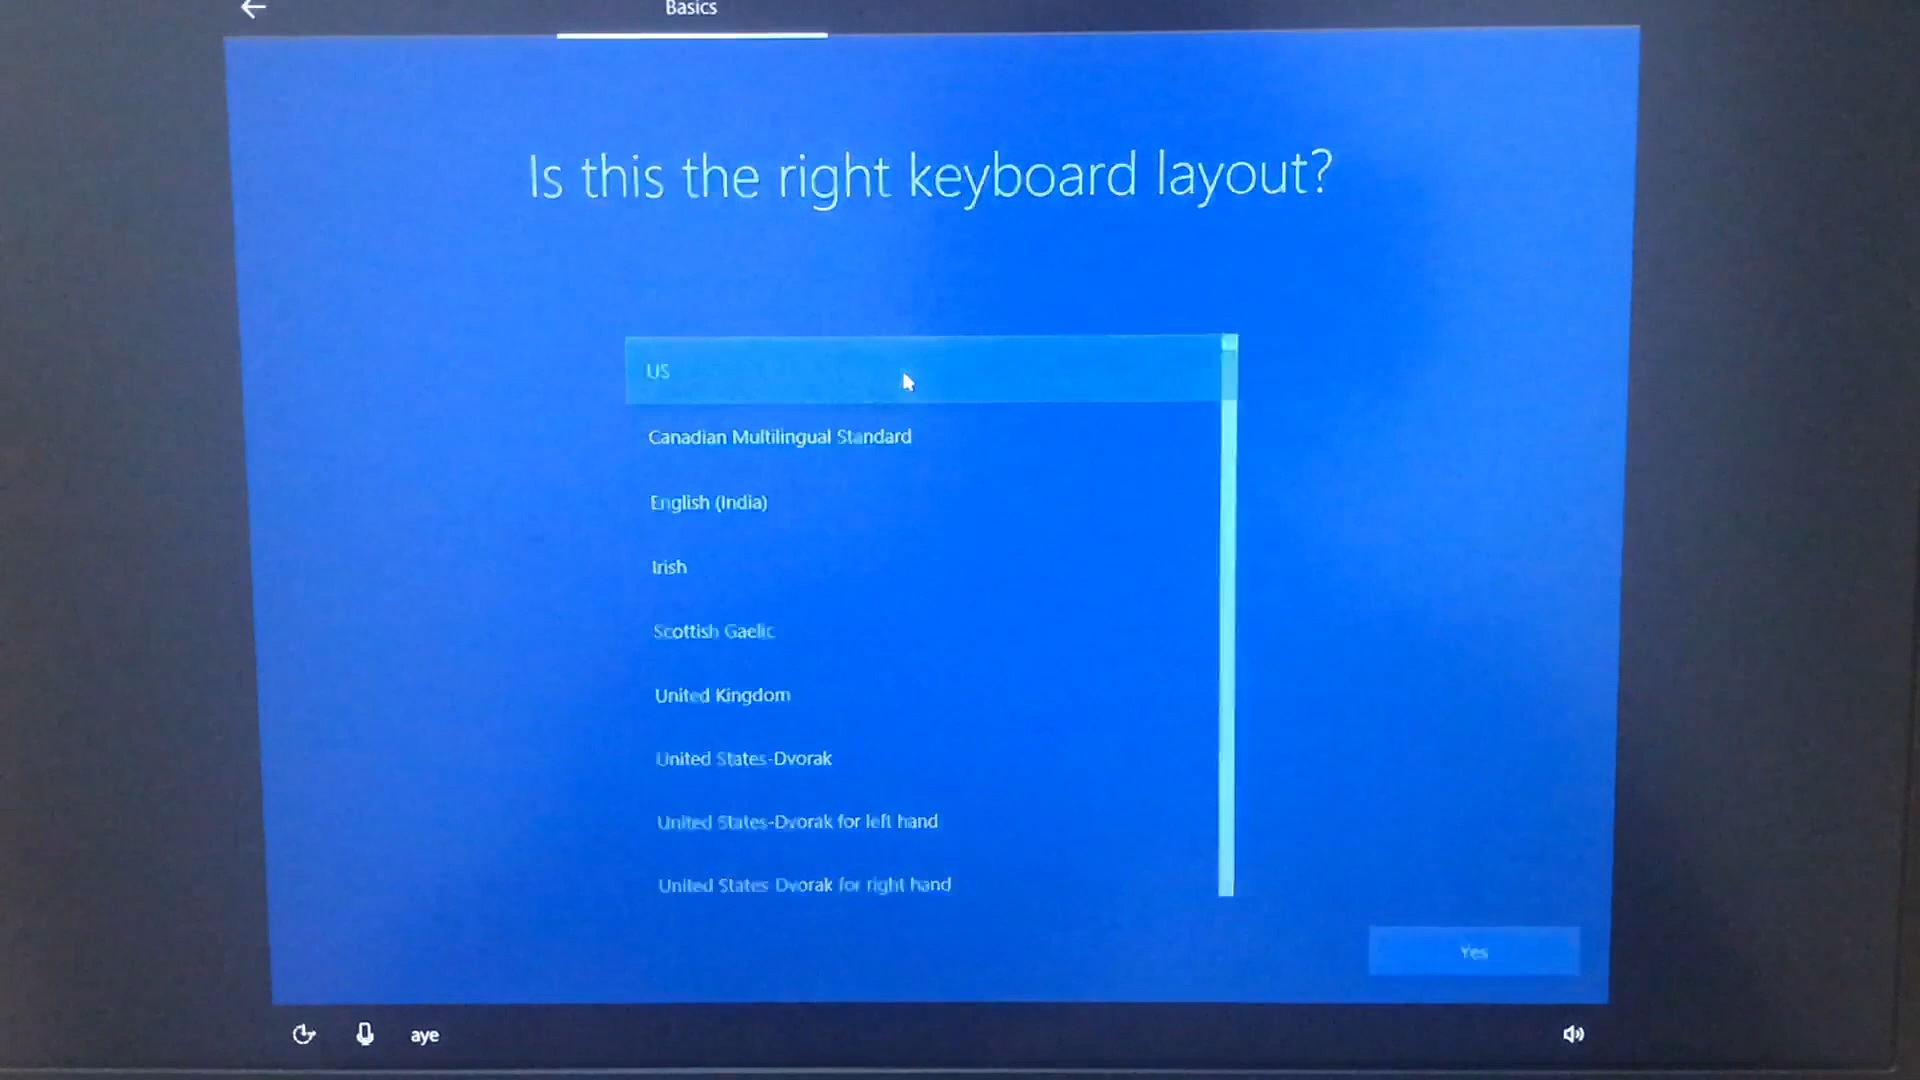 Basics
Is this the right keyboard layout?
US
Canadian Multilingual Standard
English (India)
Irish
Scottish Gaelic
United Kingdom
United States-Dvorak
United States-Dvorak for left hand
United States Dvorak for right hand
Yes
aye